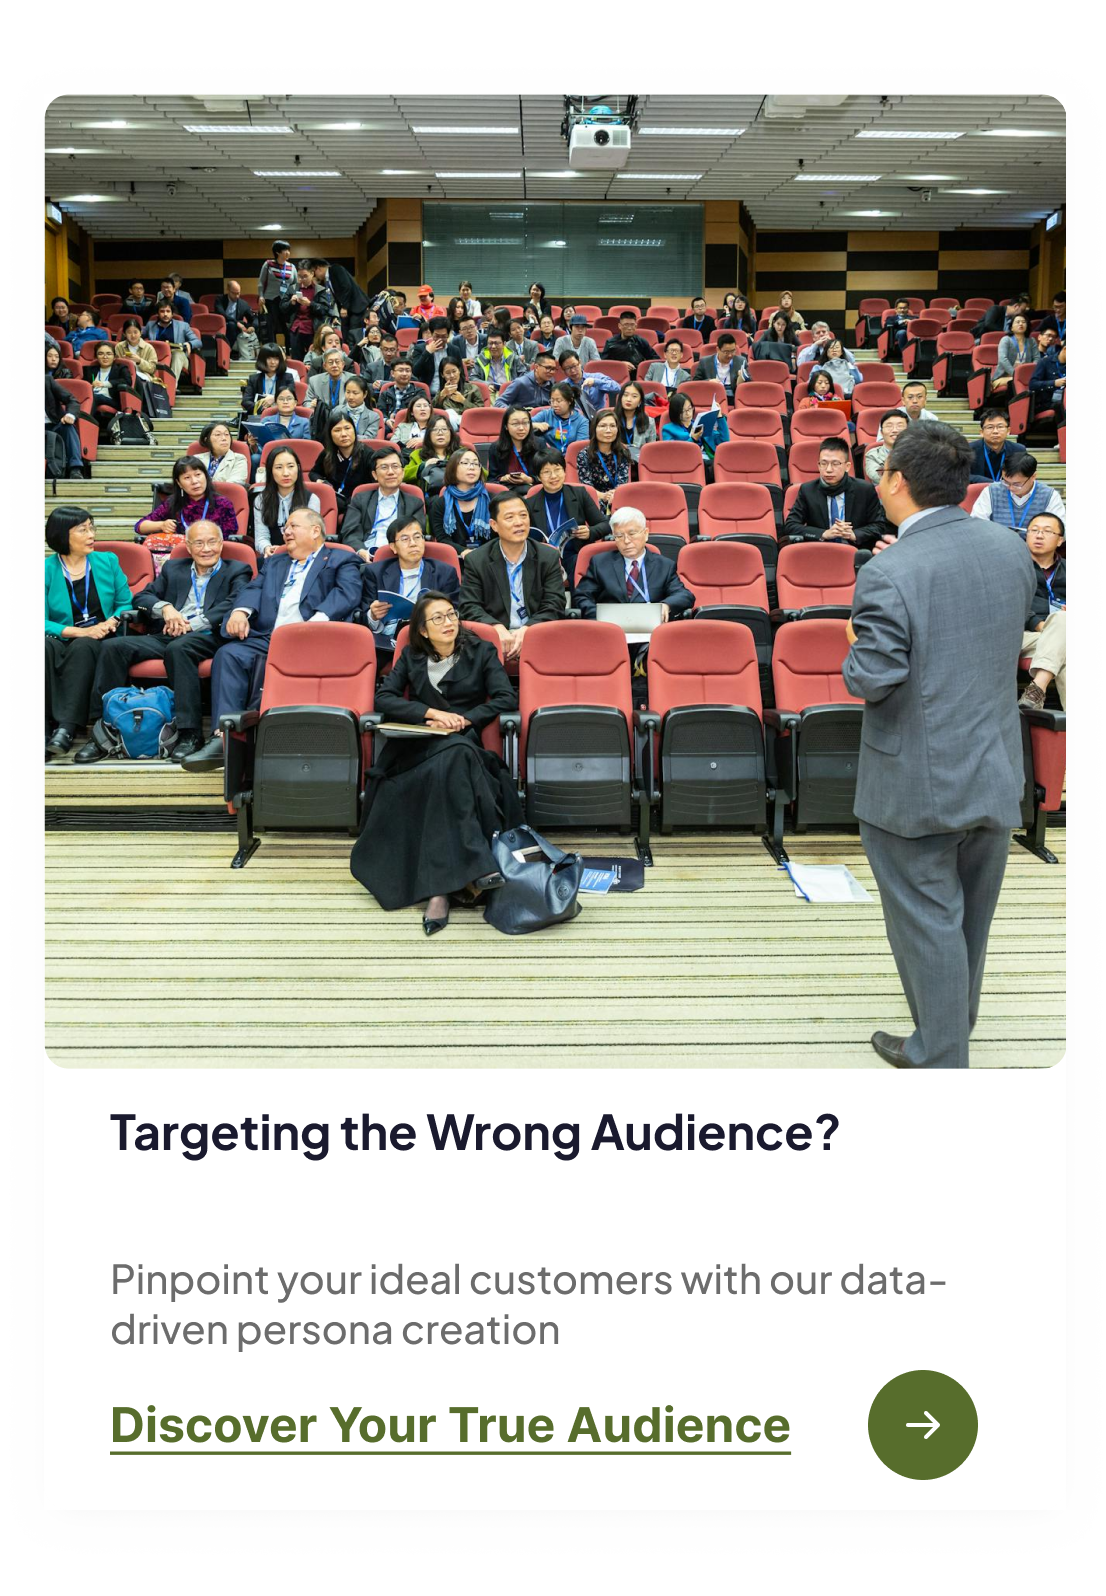 Targeting the Wrong Audience?
Pinpoint your ideal customers with our data-
driven persona creation
Discover Your True Audience